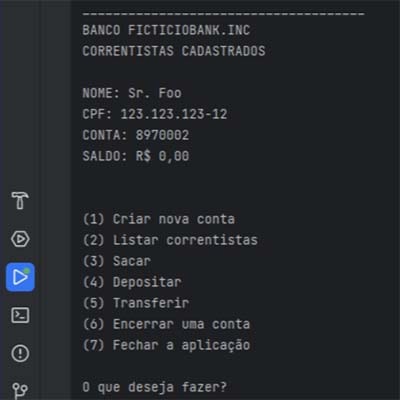 ____________________________________
BANCO FICTICIOBANK.INC
CORRENTISTAS CADASTRADOS
NOME: Sr. Foo
CPF: 123.123.123-12
CONTA: 8970002
SALDO: R$ 0,00
(1) Criar nova conta
(2) Listar correntistas
(3) Sacar
(4) Depositar
(5) Transferir
(6) Encerrar uma conta
(7) Fechar a aplicação
O que deseja fazer?